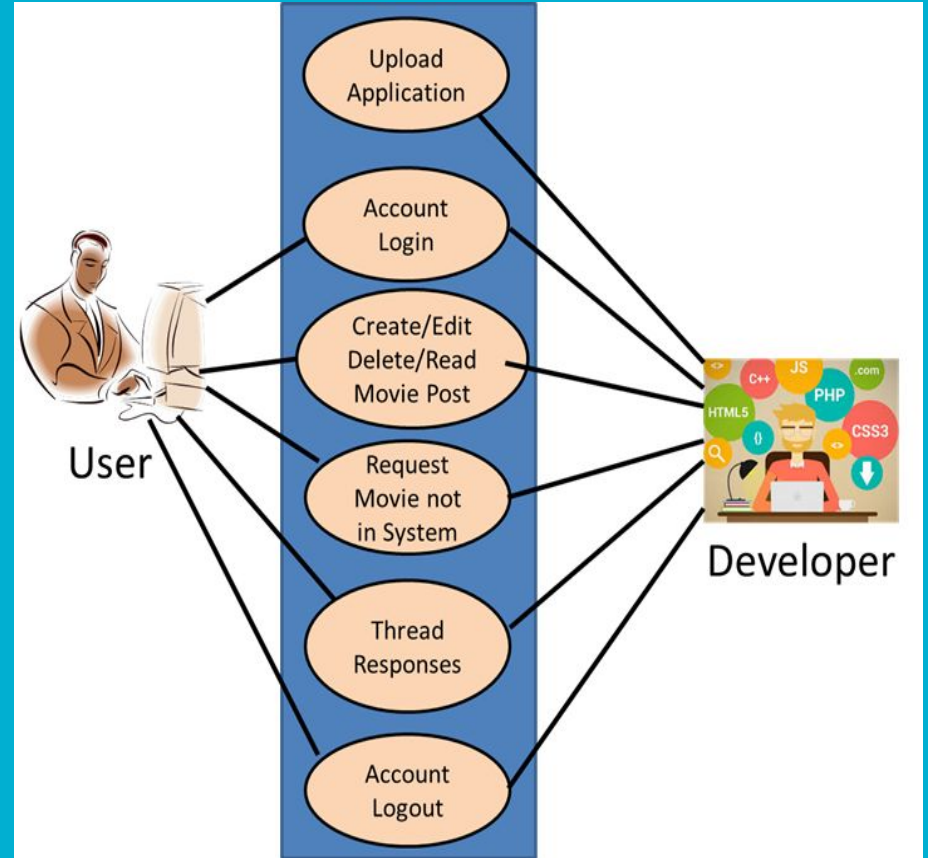 Upload
Application
Account
Login
Create/Edit
Delete/Read
Movie Post
User
Request
Movie not
in System
Thread
Responses
Account
Logout
<>
C++
JS
.com
HTML5
PHP
{}
<>
CSS3
Developer